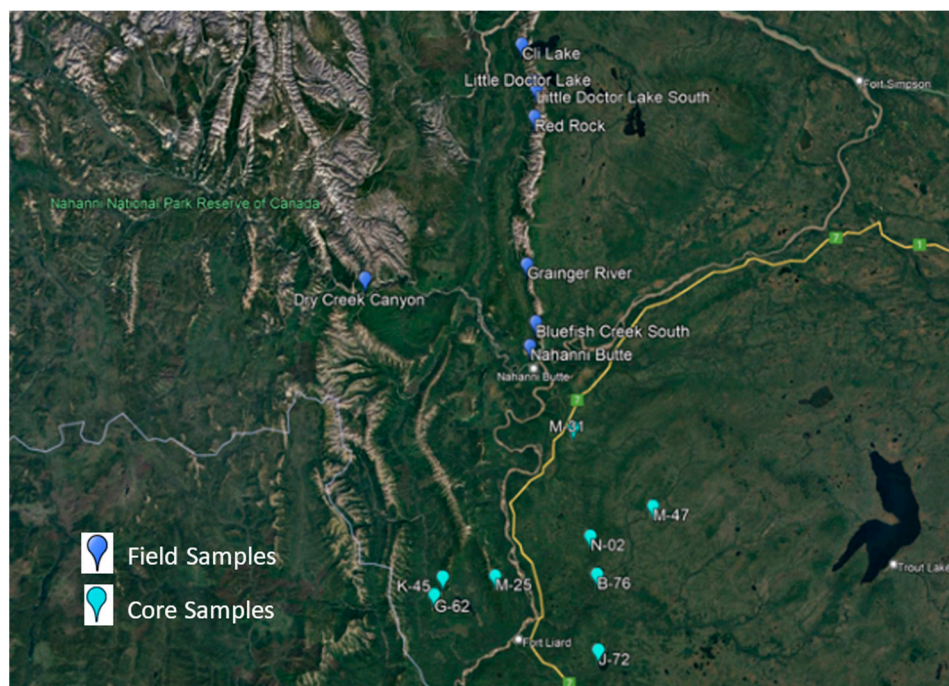 Cli Lake
Little Doctor Lake
Fort Simpson
Little Doctor Lake South
Red Rock
Nahanni National Park Reserve of Canada
7
1
Grainger River
Dry Creek Canyon
Bluefish Creek South
Nahanni Butte
Nahanni Butte
7
M-31
M-47
N-02
Field Samples
Trout Lake
K-45
M-25
B-76
G-62
Core Samples
Fort Liard
J-72
7